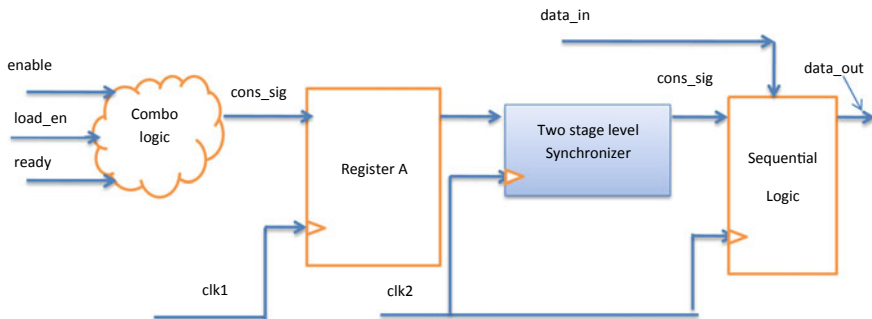 data_in
enable
cons_sig
cons_sig
data_out
load_en
Combo
logic
ready
Register A
Two stage level
Synchronizer
Sequential
Logic
clk1
clk2